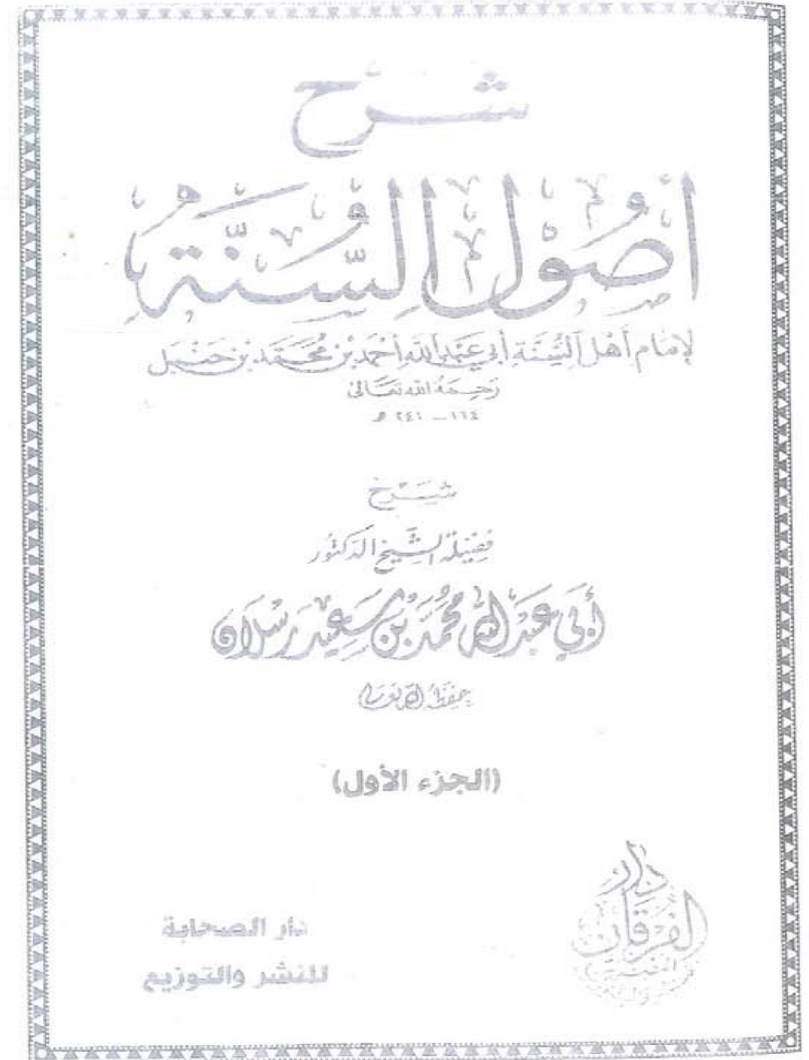 شرح
أصول السنة
لإمام أهل السنة أبي عبد الله أحمد بن محمد بن حنبل
رحمه الله تعالى
١٦٤ – ٢٤١ هـ
شرح
فضيلة الشيخ الدكتور
أبي عبد الله محمد بن سعيد رسلان
حفظه الله تعالى
(الجزء الأول)
دار
الفرقان
دار الصحابة
للنشر والتوزيع